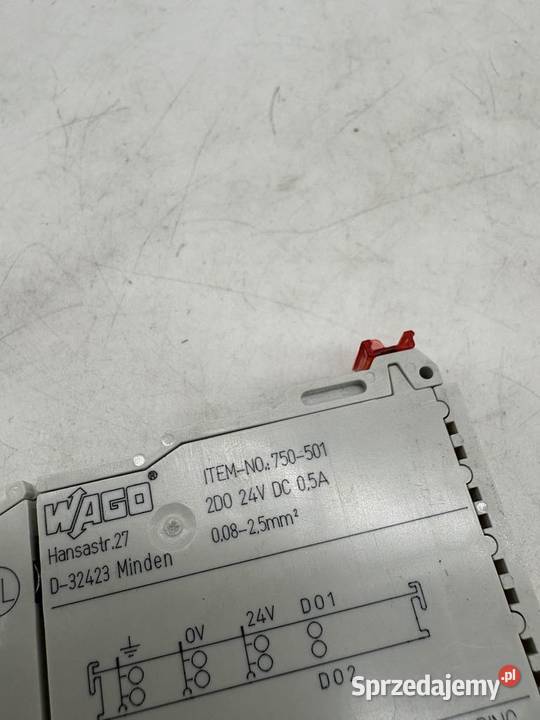 WAGO®
Hansastr.27
D-32423 Minden
ITEM-NO.: 750-501
2DO 24V DC 0.5A
0,08-2,5mm²
0V
24V
DO1
DO2
Sprzedajemy.pl